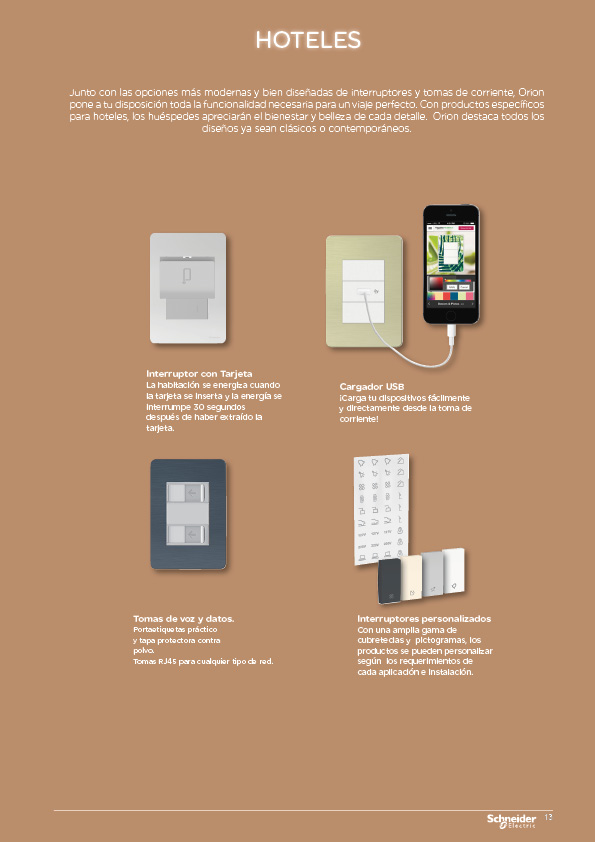 HOTELES
Junto con las opciones más modernas y bien diseñadas de interruptores y tomas de corriente, Orion
pone a tu disposición toda la funcionalidad necesaria para un viaje perfecto. Con productos específicos
para hoteles, los huéspedes apreciarán el bienestar y belleza de cada detalle. Orion destaca todos los
diseños ya sean clásicos o contemporáneos.
Interruptor con Tarjeta
La habitación se energiza cuando
la tarjeta se inserta y la energía se
interrumpe 30 segundos
después de haber extraído la
tarjeta.
Cargador USB
¡Carga tu dispositivos fácilmente
y directamente desde la toma de
corriente!
Tomas de voz y datos.
Portaetiquetas práctico
y tapa protectora contra
polvo.
Tomas RJ45 para cualquier tipo de red.
Interruptores personalizados
Con una amplia gama de
cubreteclas y pictogramas, los
productos se pueden personalizar
según los requerimientos de
cada aplicación e instalación.
Schneider
Electric
13